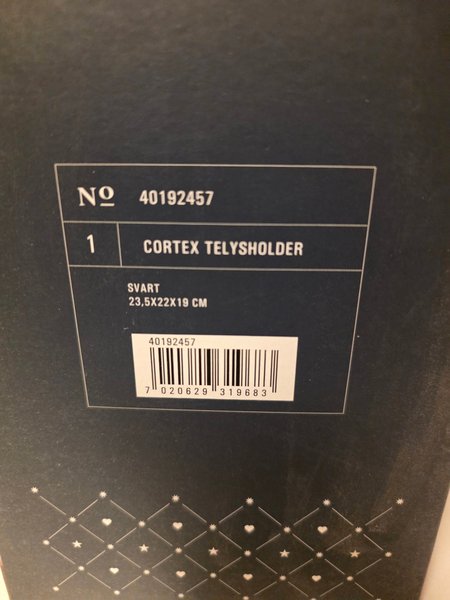 Nº 40192457
1 CORTEX TELYSHOLDER
SVART
23,5X22X19 CM
40192457
7 020629 319683